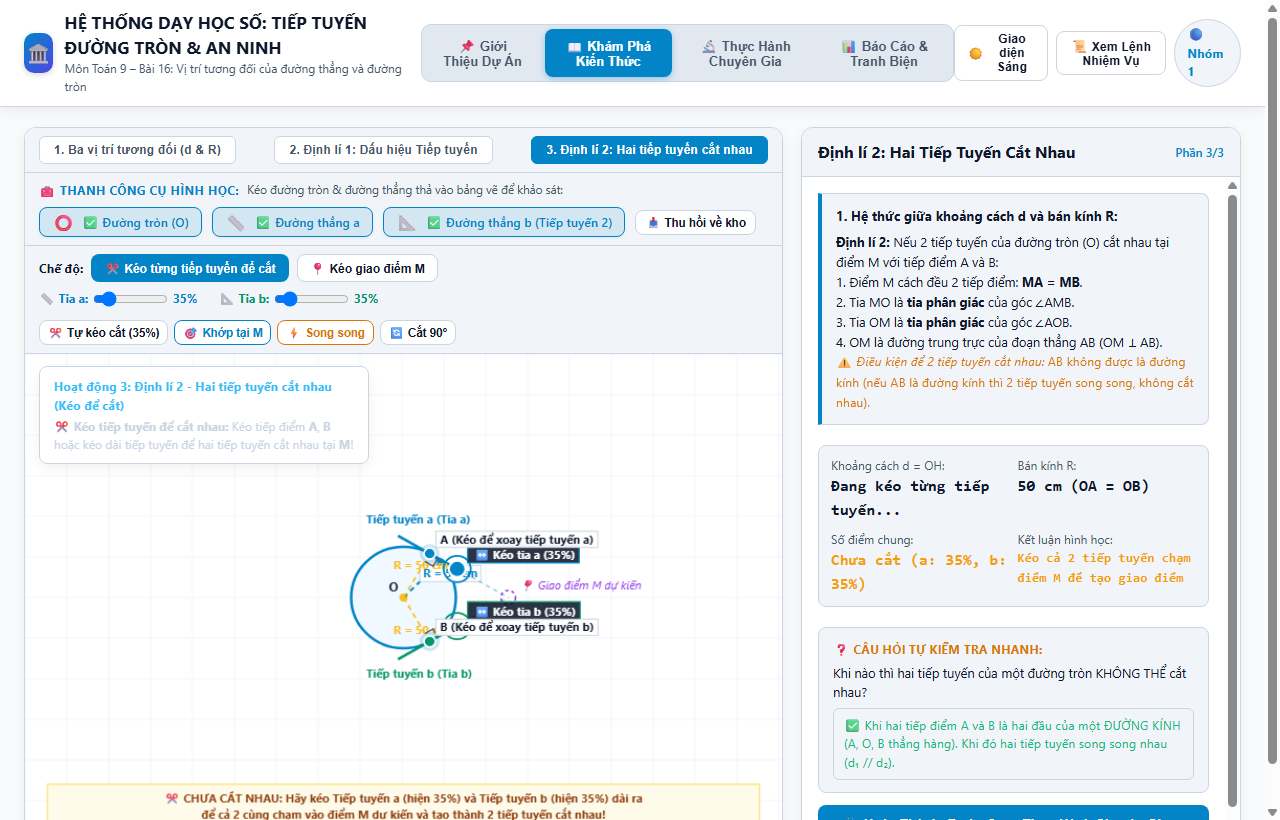 HỆ THỐNG DẠY HỌC SỐ: TIẾP TUYẾN
ĐƯỜNG TRÒN & AN NINH
Môn Toán 9 – Bài 16: Vị trí tương đối của đường thẳng và đường
tròn
📌 Giới
Thiệu Dự Án
📖 Khám Phá
Kiến Thức
🔬 Thực Hành
Chuyên Gia
📊 Báo Cáo &
Tranh Biện
Giao
diện
Sáng
📜 Xem Lệnh
Nhiệm Vụ
Nhóm
1
1. Ba vị trí tương đối (d & R)
2. Định lí 1: Dấu hiệu Tiếp tuyến
3. Định lí 2: Hai tiếp tuyến cắt nhau
🧰 THANH CÔNG CỤ HÌNH HỌC: Kéo đường tròn & đường thẳng thả vào bảng vẽ để khảo sát:
⭕ ✅ Đường tròn (O)
📏 ✅ Đường thẳng a
📐 ✅ Đường thẳng b (Tiếp tuyến 2)
Thu hồi về kho
Chế độ:
✂️ Kéo từng tiếp tuyến để cắt
📍 Kéo giao điểm M
📏 Tia a: 35%
📐 Tia b: 35%
✂️ Tự kéo cắt (35%)
🎯 Khớp tại M
⚡ Song song
🔄 Cắt 90°
Hoạt động 3: Định lí 2 - Hai tiếp tuyến cắt nhau
(Kéo để cắt)
✂️ Kéo tiếp tuyến để cắt nhau: Kéo tiếp điểm A, B
hoặc kéo dài tiếp tuyến để hai tiếp tuyến cắt nhau tại M!
Tiếp tuyến a (Tia a)
A (Kéo để xoay tiếp tuyến a)
↔️ Kéo tia a (35%)
O
📍 Giao điểm M dự kiến
↔️ Kéo tia b (35%)
B (Kéo để xoay tiếp tuyến b)
Tiếp tuyến b (Tia b)
✂️ CHƯA CẮT NHAU: Hãy kéo Tiếp tuyến a (hiện 35%) và Tiếp tuyến b (hiện 35%) dài ra
để cả 2 cùng chạm vào điểm M dự kiến và tạo thành 2 tiếp tuyến cắt nhau!
Định lí 2: Hai Tiếp Tuyến Cắt Nhau
Phần 3/3
1. Hệ thức giữa khoảng cách d và bán kính R:
Định lí 2: Nếu 2 tiếp tuyến của đường tròn (O) cắt nhau tại
điểm M với tiếp điểm A và B:
1. Điểm M cách đều 2 tiếp điểm: MA = MB.
2. Tia MO là tia phân giác của góc ∠AMB.
3. Tia OM là tia phân giác của góc ∠AOB.
4. OM là đường trung trực của đoạn thẳng AB (OM ⊥ AB).
⚠️ Điều kiện để 2 tiếp tuyến cắt nhau: AB không được là đường
kính (nếu AB là đường kính thì 2 tiếp tuyến song song, không cắt
nhau).
Khoảng cách d = OH:
Đang kéo từng tiếp
tuyến...
Bán kính R:
50 cm (OA = OB)
Số điểm chung:
Chưa cắt (a: 35%, b:
35%)
Kết luận hình học:
Kéo cả 2 tiếp tuyến chạm
điểm M để tạo giao điểm
❓ CÂU HỎI TỰ KIỂM TRA NHANH:
Khi nào thì hai tiếp tuyến của một đường tròn KHÔNG THỂ cắt
nhau?
✅ Khi hai tiếp điểm A và B là hai đầu của một ĐƯỜNG KÍNH
(A, O, B thẳng hàng). Khi đó hai tiếp tuyến song song nhau
(d₁ // d₂).